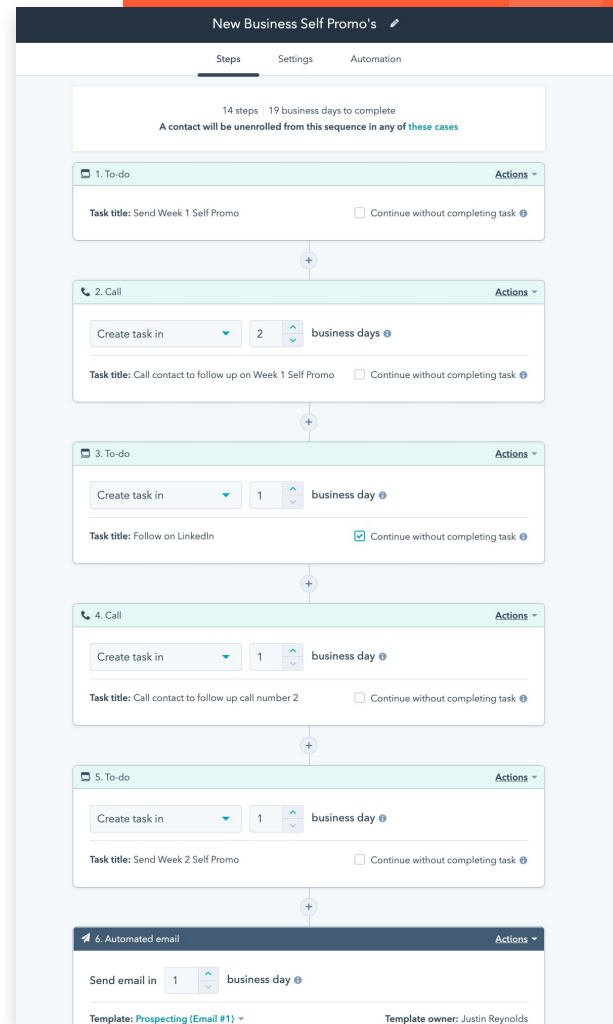 New Business Self Promo's
Steps Settings Automation
14 steps | 19 business days to complete
A contact will be unenrolled from this sequence in any of these cases
1. To-do Actions
Task title: Send Week 1 Self Promo Continue without completing task
2. Call Actions
Create task in 2 business days
Task title: Call contact to follow up on Week 1 Self Promo Continue without completing task
3. To-do Actions
Create task in 1 business day
Task title: Follow on LinkedIn Continue without completing task
4. Call Actions
Create task in 1 business day
Task title: Call contact to follow up call number 2 Continue without completing task
5. To-do Actions
Create task in 1 business day
Task title: Send Week 2 Self Promo Continue without completing task
6. Automated email Actions
Send email in 1 business day
Template: Prospecting (Email #1) Template owner: Justin Reynolds